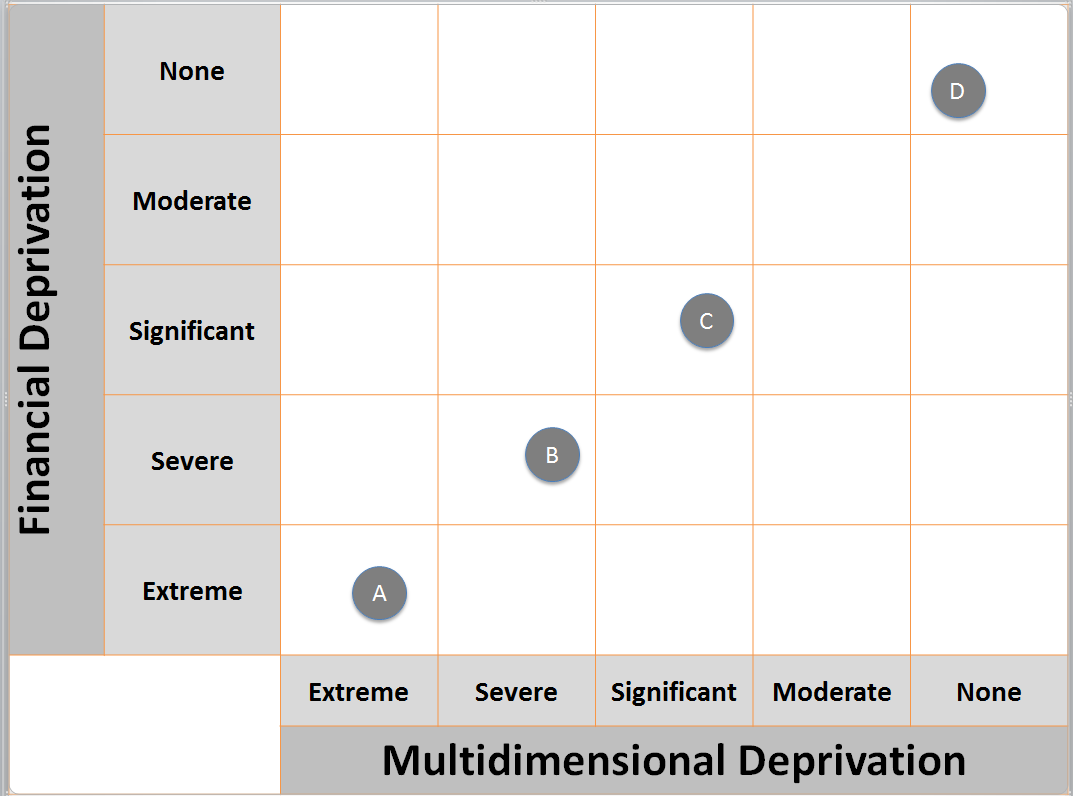 Financial Deprivation
None
D
Moderate
Significant
C
Severe
B
Extreme
A
Extreme
Severe
Significant
Moderate
None
Multidimensional Deprivation